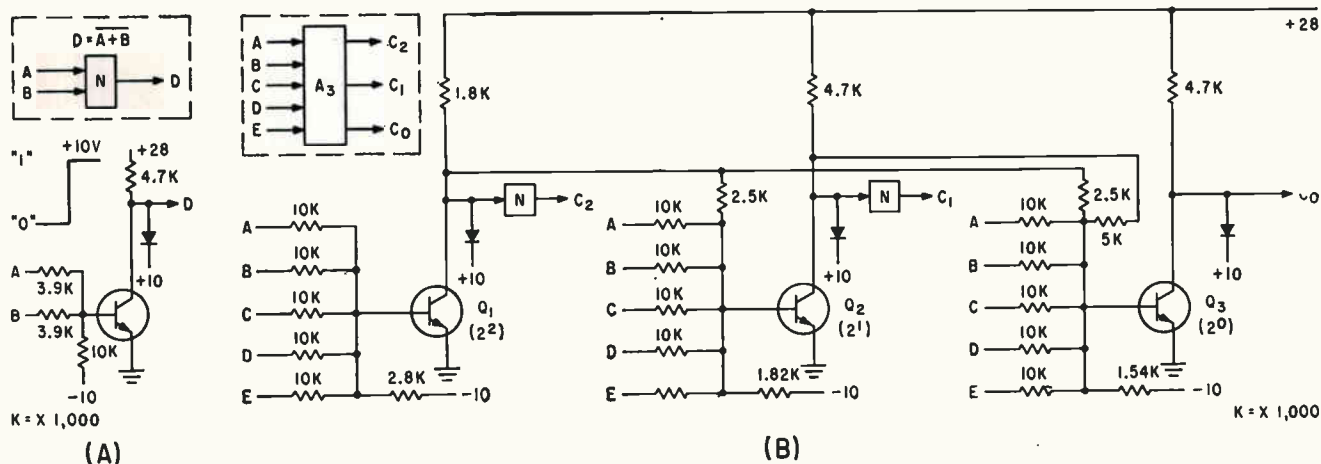 D = A+B
A
B
N
D
"1"
"0"
+10V
+28
4.7K
D
+10
A
3.9K
B
3.9K
10K
-10
K = X 1,000
(A)
A
B
C
D
E
A3
C2
C1
C0
1.8K
4.7K
4.7K
+28
A
10K
B
10K
C
10K
D
10K
E
10K
2.8K
-10
Q1
(2²)
+10
N
C2
2.5K
A
10K
B
10K
C
10K
D
10K
E
1.82K
-10
Q2
(2¹)
+10
N
C1
2.5K
5K
A
10K
B
10K
C
10K
D
10K
E
10K
1.54K
-10
Q3
(2⁰)
+10
K = X 1,000
(B)